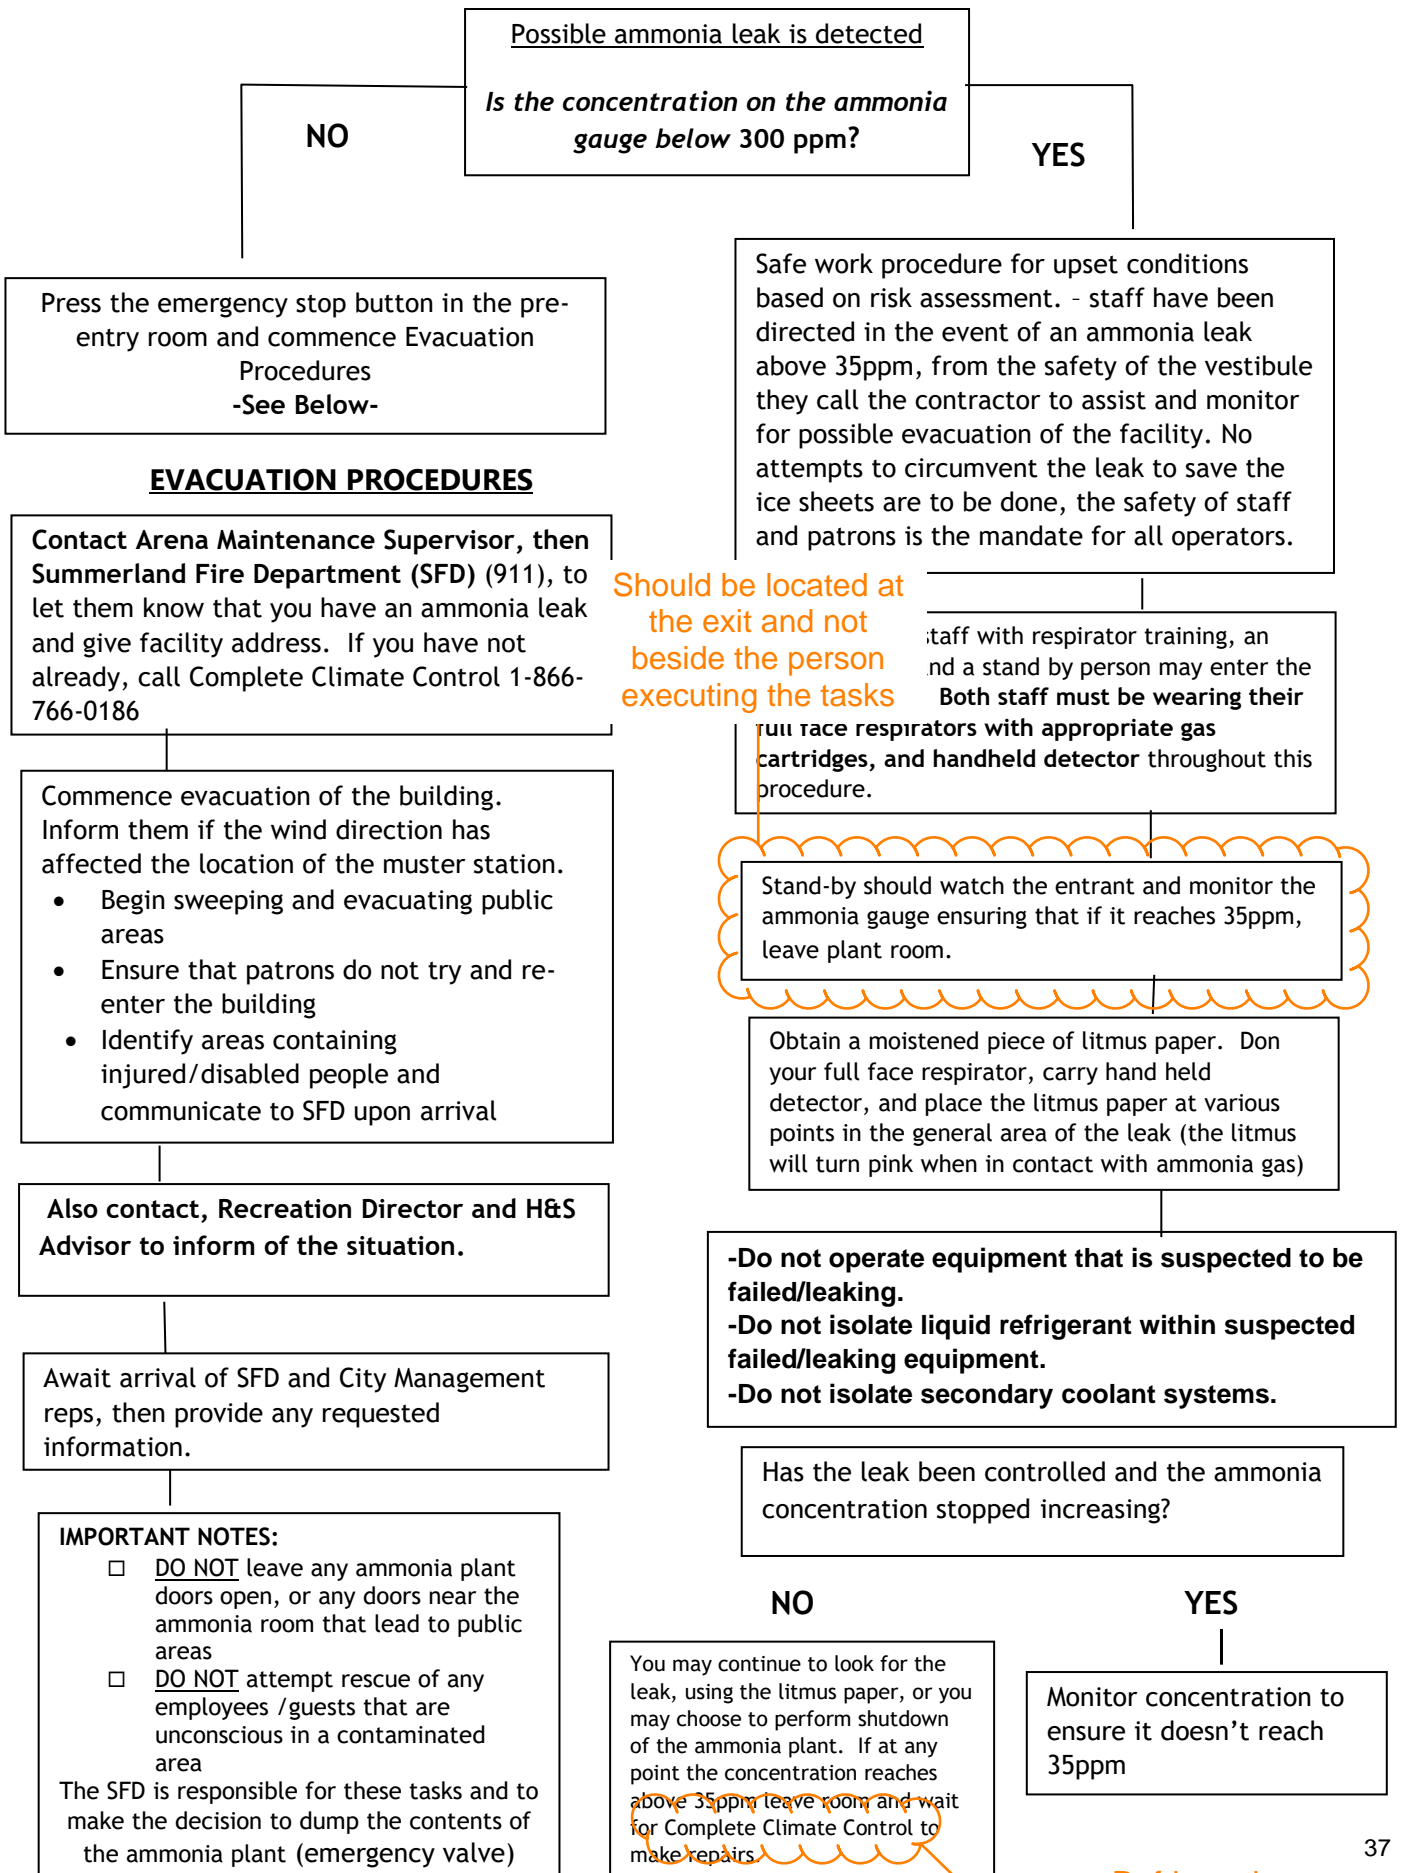 Possible ammonia leak is detected
Is the concentration on the ammonia
gauge below 300 ppm?
NO
YES
Press the emergency stop button in the pre-
entry room and commence Evacuation
Procedures
-See Below-
EVACUATION PROCEDURES
Contact Arena Maintenance Supervisor, then
Summerland Fire Department (SFD) (911), to
let them know that you have an ammonia leak
and give facility address.  If you have not
already, call Complete Climate Control 1-866-
766-0186
Commence evacuation of the building.
Inform them if the wind direction has
affected the location of the muster station.
• Begin sweeping and evacuating public
areas
• Ensure that patrons do not try and re-
enter the building
• Identify areas containing
injured/disabled people and
communicate to SFD upon arrival
Also contact, Recreation Director and H&S
Advisor to inform of the situation.
Await arrival of SFD and City Management
reps, then provide any requested
information.
IMPORTANT NOTES:
□ DO NOT leave any ammonia plant
doors open, or any doors near the
ammonia room that lead to public
areas
□ DO NOT attempt rescue of any
employees /guests that are
unconscious in a contaminated
area
The SFD is responsible for these tasks and to
make the decision to dump the contents of
the ammonia plant (emergency valve)
Safe work procedure for upset conditions
based on risk assessment. – staff have been
directed in the event of an ammonia leak
above 35ppm, from the safety of the vestibule
they call the contractor to assist and monitor
for possible evacuation of the facility. No
attempts to circumvent the leak to save the
ice sheets are to be done, the safety of staff
and patrons is the mandate for all operators.
Should be located at
the exit and not
beside the person
executing the tasks
staff with respirator training, an
and a stand by person may enter the
Both staff must be wearing their
full face respirators with appropriate gas
cartridges, and handheld detector throughout this
procedure.
Stand-by should watch the entrant and monitor the
ammonia gauge ensuring that if it reaches 35ppm,
leave plant room.
Obtain a moistened piece of litmus paper.  Don
your full face respirator, carry hand held
detector, and place the litmus paper at various
points in the general area of the leak (the litmus
will turn pink when in contact with ammonia gas)
-Do not operate equipment that is suspected to be
failed/leaking.
-Do not isolate liquid refrigerant within suspected
failed/leaking equipment.
-Do not isolate secondary coolant systems.
Has the leak been controlled and the ammonia
concentration stopped increasing?
NO
YES
You may continue to look for the
leak, using the litmus paper, or you
may choose to perform shutdown
of the ammonia plant.  If at any
point the concentration reaches
above 35ppm leave room and wait
for Complete Climate Control to
make repairs.
Monitor concentration to
ensure it doesn't reach
35ppm
37